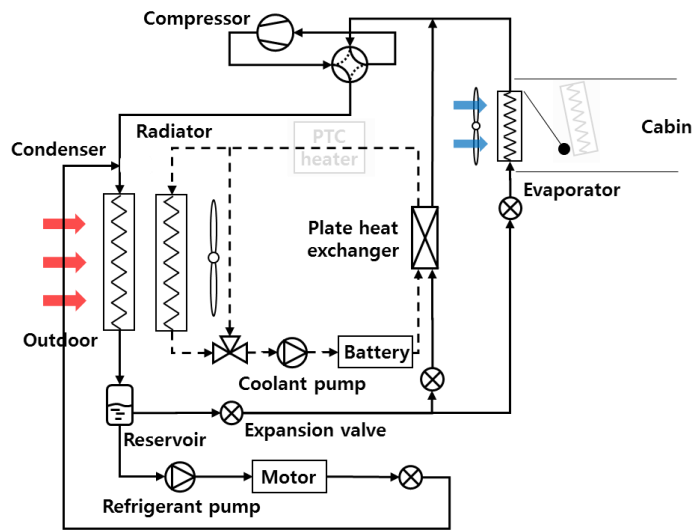 Compressor
Radiator
PTC
heater
Cabin
Condenser
Evaporator
Plate heat
exchanger
Outdoor
Battery
Coolant pump
Reservoir
Expansion valve
Motor
Refrigerant pump